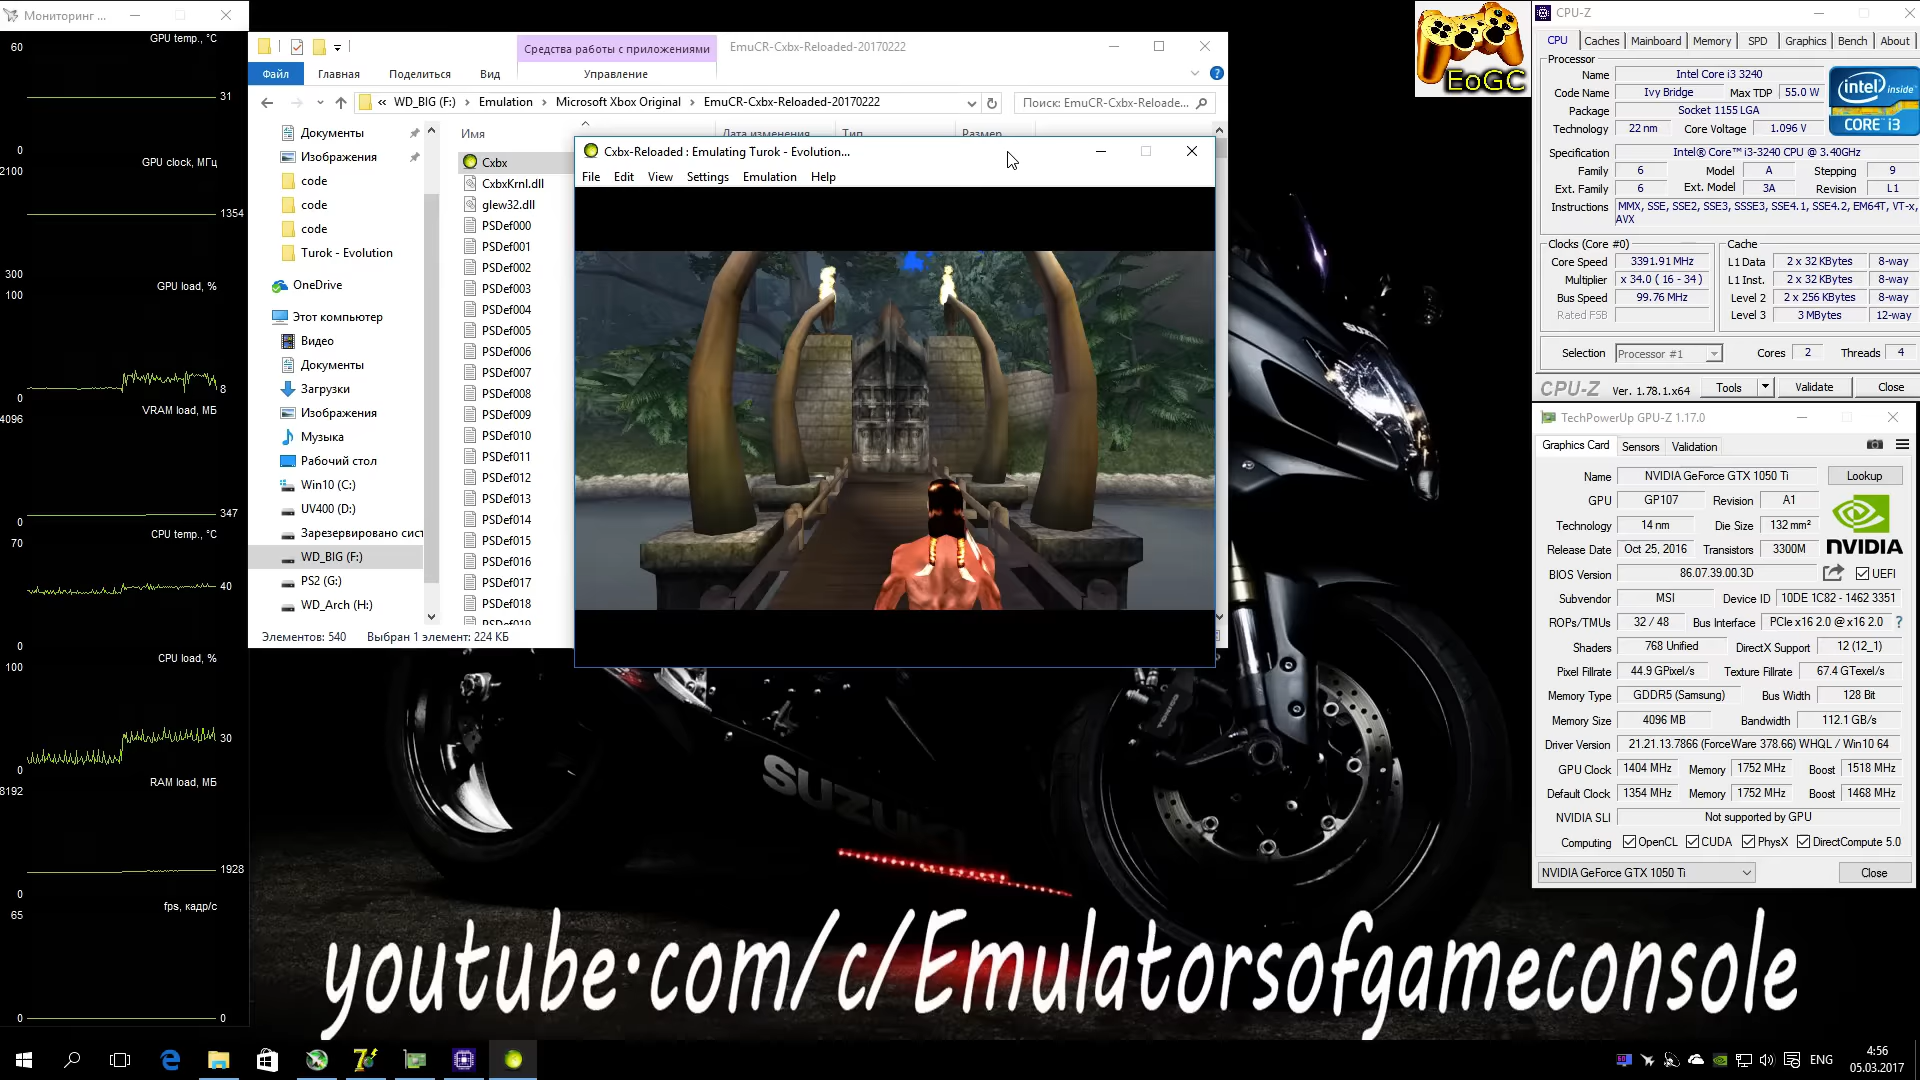 Мониторинг ...
GPU temp., °C
60
31
0
GPU clock, МГц
2100
1354
300
GPU load, %
100
8
0
VRAM load, МБ
4096
347
0
CPU temp., °C
70
40
0
CPU load, %
100
30
0
RAM load, МБ
8192
1928
0
fps, кадр/с
65
0
0
Средства работы с приложениями
EmuCR-Cxbx-Reloaded-20170222
Файл
Главная
Поделиться
Вид
Управление
« WD_BIG (F:) › Emulation › Microsoft Xbox Original › EmuCR-Cxbx-Reloaded-20170222
Поиск: EmuCR-Cxbx-Reloade...
Документы
Изображения
code
code
code
Turok - Evolution
OneDrive
Этот компьютер
Видео
Документы
Загрузки
Изображения
Музыка
Рабочий стол
Win10 (C:)
UV400 (D:)
Зарезервировано сист
WD_BIG (F:)
PS2 (G:)
WD_Arch (H:)
Имя
Дата изменения
Тип
Размер
Cxbx
CxbxKrnl.dll
glew32.dll
PSDef000
PSDef001
PSDef002
PSDef003
PSDef004
PSDef005
PSDef006
PSDef007
PSDef008
PSDef009
PSDef010
PSDef011
PSDef012
PSDef013
PSDef014
PSDef015
PSDef016
PSDef017
PSDef018
PSDef019
Элементов: 540
Выбран 1 элемент: 224 КБ
Cxbx-Reloaded : Emulating Turok - Evolution...
File Edit View Settings Emulation Help
EoGC
CPU-Z
CPU Caches Mainboard Memory SPD Graphics Bench About
Processor
Name Intel Core i3 3240
Code Name Ivy Bridge Max TDP 55.0 W
Package Socket 1155 LGA
Technology 22 nm Core Voltage 1.096 V
intel inside
CORE i3
Specification Intel® Core™ i3-3240 CPU @ 3.40GHz
Family 6 Model A Stepping 9
Ext. Family 6 Ext. Model 3A Revision L1
Instructions MMX, SSE, SSE2, SSE3, SSSE3, SSE4.1, SSE4.2, EM64T, VT-x,
AVX
Clocks (Core #0)
Core Speed 3391.91 MHz
Multiplier x 34.0 ( 16 - 34 )
Bus Speed 99.76 MHz
Rated FSB
Cache
L1 Data 2 x 32 KBytes 8-way
L1 Inst. 2 x 32 KBytes 8-way
Level 2 2 x 256 KBytes 8-way
Level 3 3 MBytes 12-way
Selection Processor #1 Cores 2 Threads 4
CPU-Z Ver. 1.78.1.x64 Tools Validate Close
TechPowerUp GPU-Z 1.17.0
Graphics Card Sensors Validation
Name NVIDIA GeForce GTX 1050 Ti Lookup
GPU GP107 Revision A1
Technology 14 nm Die Size 132 mm²
Release Date Oct 25, 2016 Transistors 3300M
NVIDIA
BIOS Version 86.07.39.00.3D UEFI
Subvendor MSI Device ID 10DE 1C82 - 1462 3351
ROPs/TMUs 32 / 48 Bus Interface PCIe x16 2.0 @ x16 2.0 ?
Shaders 768 Unified DirectX Support 12 (12_1)
Pixel Fillrate 44.9 GPixel/s Texture Fillrate 67.4 GTexel/s
Memory Type GDDR5 (Samsung) Bus Width 128 Bit
Memory Size 4096 MB Bandwidth 112.1 GB/s
Driver Version 21.21.13.7866 (ForceWare 378.66) WHQL / Win10 64
GPU Clock 1404 MHz Memory 1752 MHz Boost 1518 MHz
Default Clock 1354 MHz Memory 1752 MHz Boost 1468 MHz
NVIDIA SLI Not supported by GPU
Computing OpenCL CUDA PhysX DirectCompute 5.0
NVIDIA GeForce GTX 1050 Ti Close
SUZUKI
youtube.com/c/Emulatorsofgameconsole
ENG
4:56
05.03.2017